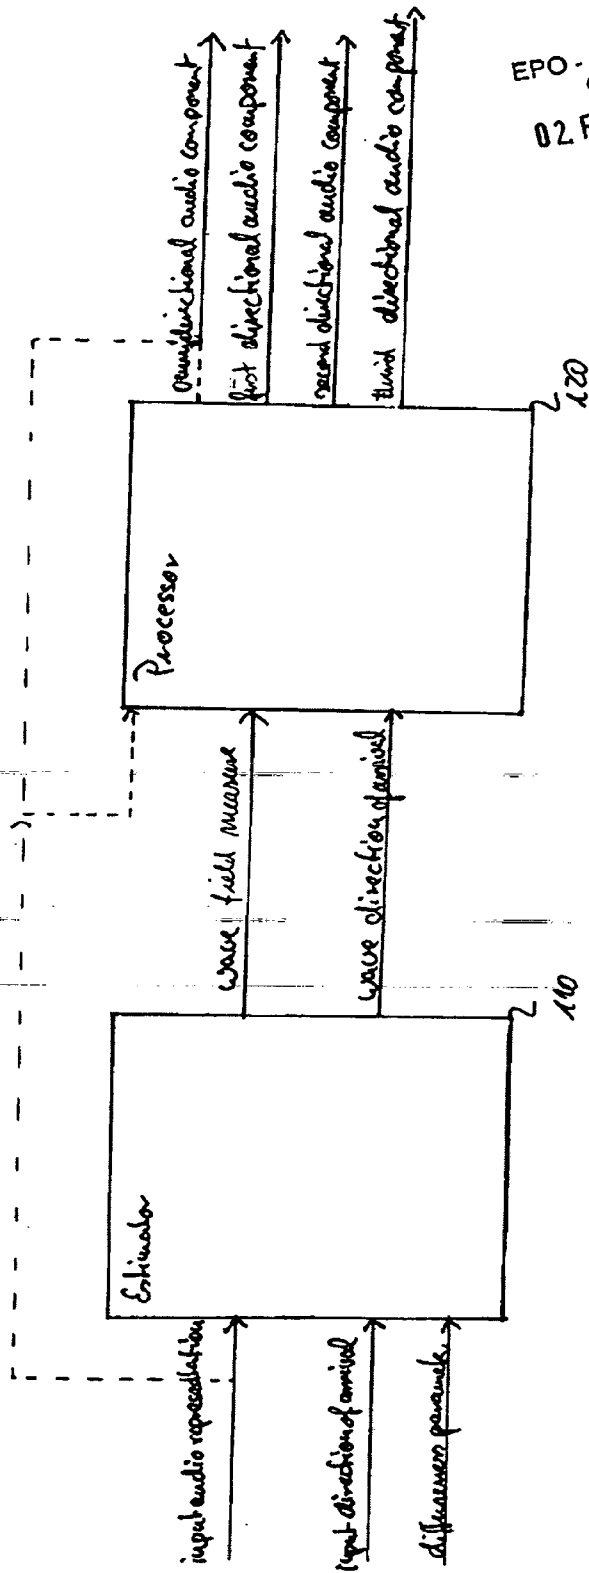 EPO -
02 F
omnidirectional audio component
first directional audio component
second directional audio component
third directional audio component
Processor
120
wave field measure
wave direction of arrival
Estimator
110
input audio representation
input direction of arrival
diffuseness paramet.